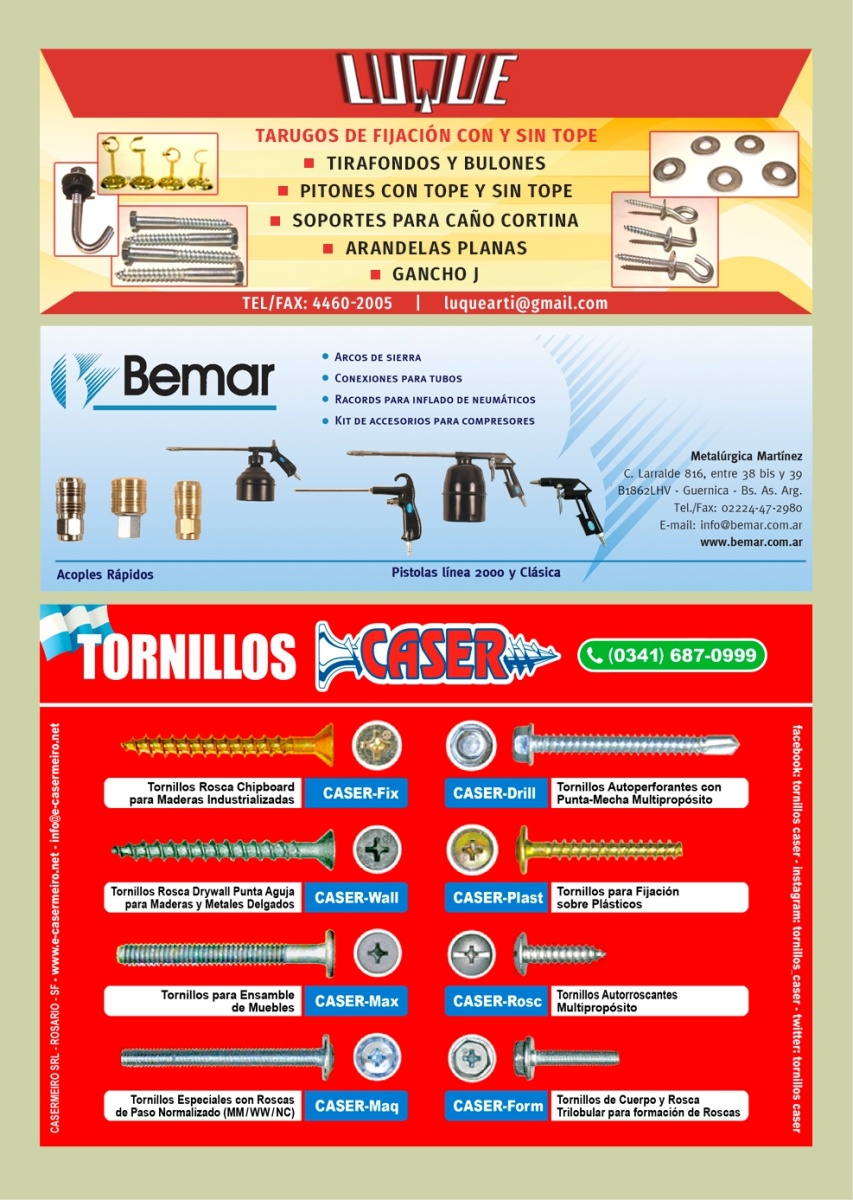 LUQUE
TARUGOS DE FIJACIÓN CON Y SIN TOPE
TIRAFONDOS Y BULONES
PITONES CON TOPE Y SIN TOPE
SOPORTES PARA CAÑO CORTINA
ARANDELAS PLANAS
GANCHO J
TEL/FAX: 4460-2005 | luquearti@gmail.com
Bemar
• ARCOS DE SIERRA
• CONEXIONES PARA TUBOS
• RACORDS PARA INFLADO DE NEUMÁTICOS
• KIT DE ACCESORIOS PARA COMPRESORES
Metalúrgica Martínez
C. Larralde 816, entre 38 bis y 39
B1862LHV - Guernica - Bs. As. Arg.
Tel./Fax: 02224-47-2980
E-mail: info@bemar.com.ar
www.bemar.com.ar
Acoples Rápidos
Pistolas línea 2000 y Clásica
TORNILLOS CASER
(0341) 687-0999
Tornillos Rosca Chipboard
para Maderas Industrializadas
CASER-Fix
CASER-Drill
Tornillos Autoperforantes con
Punta-Mecha Multipropósito
Tornillos Rosca Drywall Punta Aguja
para Maderas y Metales Delgados
CASER-Wall
CASER-Plast
Tornillos para Fijación
sobre Plásticos
Tornillos para Ensamble
de Muebles
CASER-Max
CASER-Rosc
Tornillos Autorroscantes
Multipropósito
Tornillos Especiales con Roscas
de Paso Normalizado (MM/WW/NC)
CASER-Maq
CASER-Form
Tornillos de Cuerpo y Rosca
Trilobular para formación de Roscas
CASERMEIRO SRL - ROSARIO - SF - www.e-casermeiro.net - info@e-casermeiro.net
facebook: tornillos caser - instagram: tornillos_caser - twitter: tornillos caser